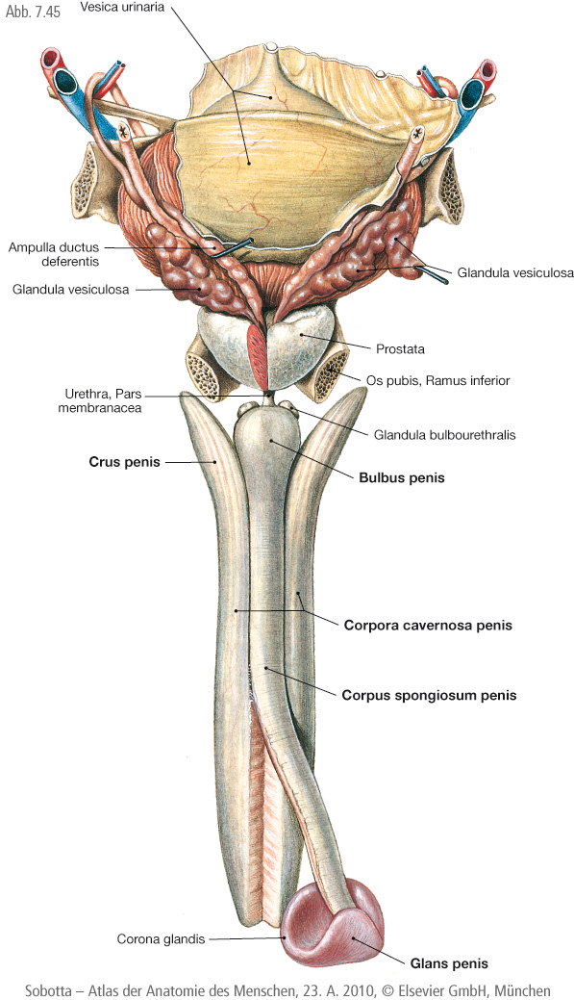 Abb. 7.45
Vesica urinaria
Ampulla ductus
deferentis
Glandula vesiculosa
Glandula vesiculosa
Prostata
Os pubis, Ramus inferior
Urethra, Pars
membranacea
Glandula bulbourethralis
Crus penis
Bulbus penis
Corpora cavernosa penis
Corpus spongiosum penis
Corona glandis
Glans penis
Sobotta – Atlas der Anatomie des Menschen, 23. A. 2010, © Elsevier GmbH, München